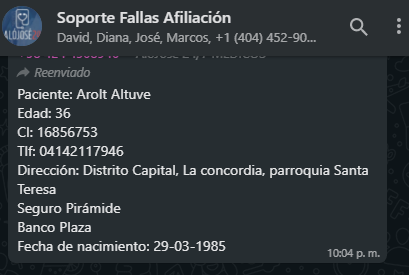 Soporte Fallas Afiliación
David, Diana, José, Marcos, +1 (404) 452-90...
Reenviado
Paciente: Arolt Altuve
Edad: 36
CI: 16856753
Tlf: 04142117946
Dirección: Distrito Capital, La concordia, parroquia Santa
Teresa
Seguro Pirámide
Banco Plaza
Fecha de nacimiento: 29-03-1985
10:04 p. m.